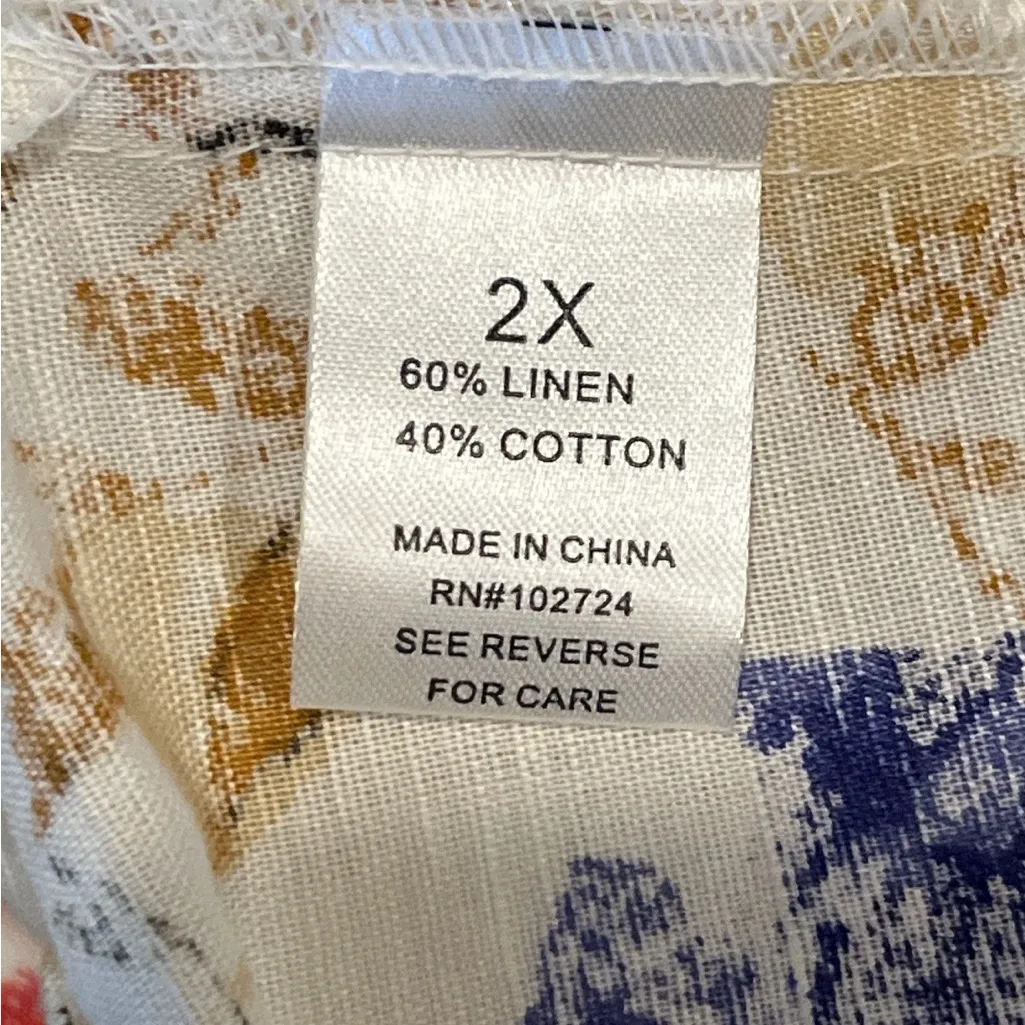 2X
60% LINEN
40% COTTON
MADE IN CHINA
RN#102724
SEE REVERSE
FOR CARE